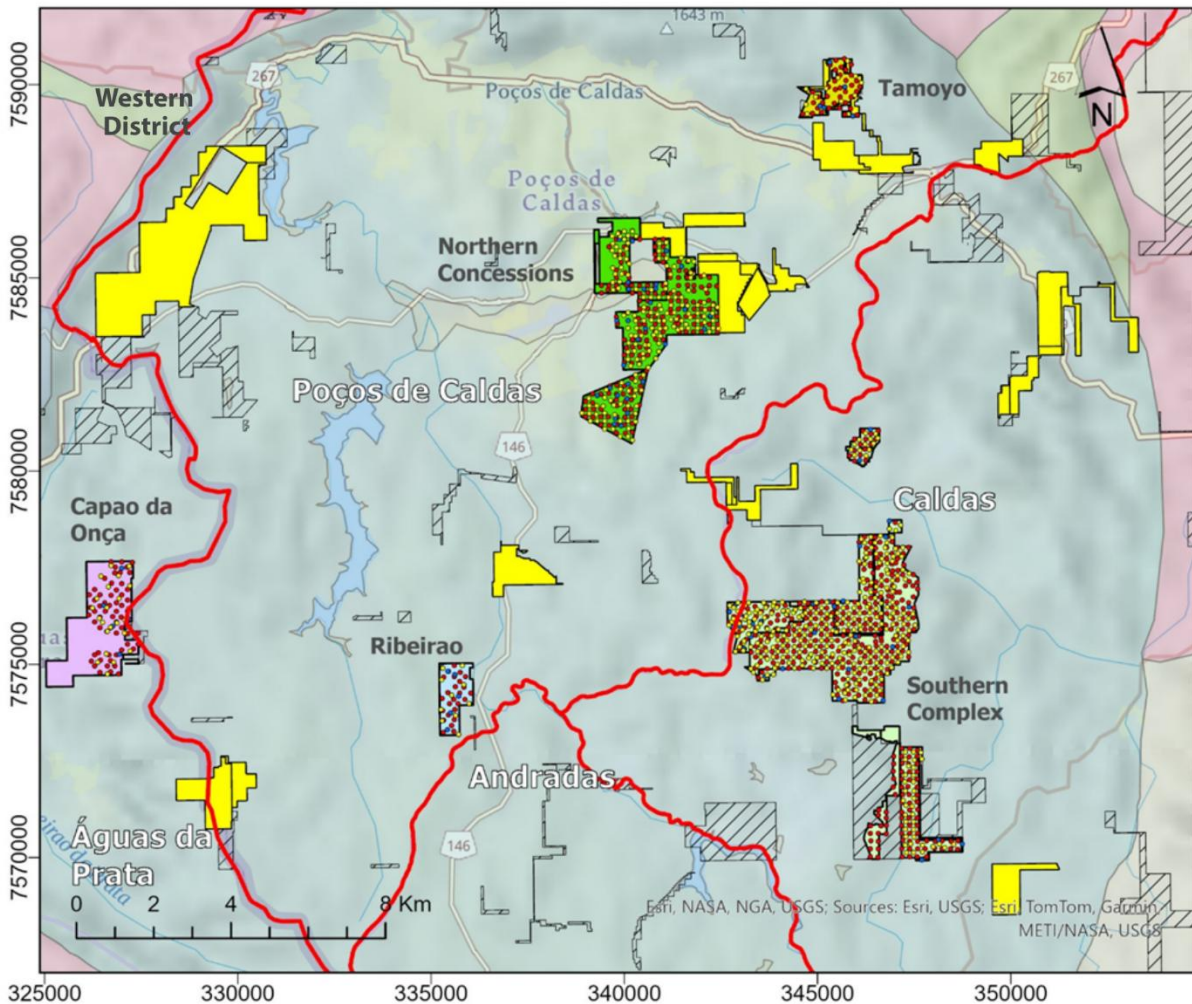 1643 m
7590000
267
Western
District
Poços de Caldas
Tamoyo
267
N
Poços de
Caldas
Northern
Concessions
7585000
Poços de Caldas
146
7580000
Caldas
Capao da
Onça
Ribeirao
7575000
Southern
Complex
Andradas
Águas da
Prata
146
7570000
0 2 4 8 Km
Esri, NASA, NGA, USGS; Sources: Esri, USGS; Esri, TomTom, Garmin,
METI/NASA, USGS
325000 330000 335000 340000 345000 350000